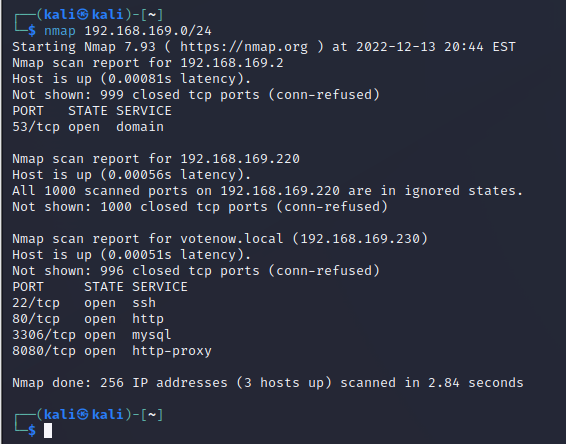 ┌──(kali㉿kali)-[~]
└─$ nmap 192.168.169.0/24
Starting Nmap 7.93 ( https://nmap.org ) at 2022-12-13 20:44 EST
Nmap scan report for 192.168.169.2
Host is up (0.00081s latency).
Not shown: 999 closed tcp ports (conn-refused)
PORT   STATE SERVICE
53/tcp open  domain

Nmap scan report for 192.168.169.220
Host is up (0.00056s latency).
All 1000 scanned ports on 192.168.169.220 are in ignored states.
Not shown: 1000 closed tcp ports (conn-refused)

Nmap scan report for votenow.local (192.168.169.230)
Host is up (0.00051s latency).
Not shown: 996 closed tcp ports (conn-refused)
PORT     STATE SERVICE
22/tcp   open  ssh
80/tcp   open  http
3306/tcp open  mysql
8080/tcp open  http-proxy

Nmap done: 256 IP addresses (3 hosts up) scanned in 2.84 seconds

┌──(kali㉿kali)-[~]
└─$